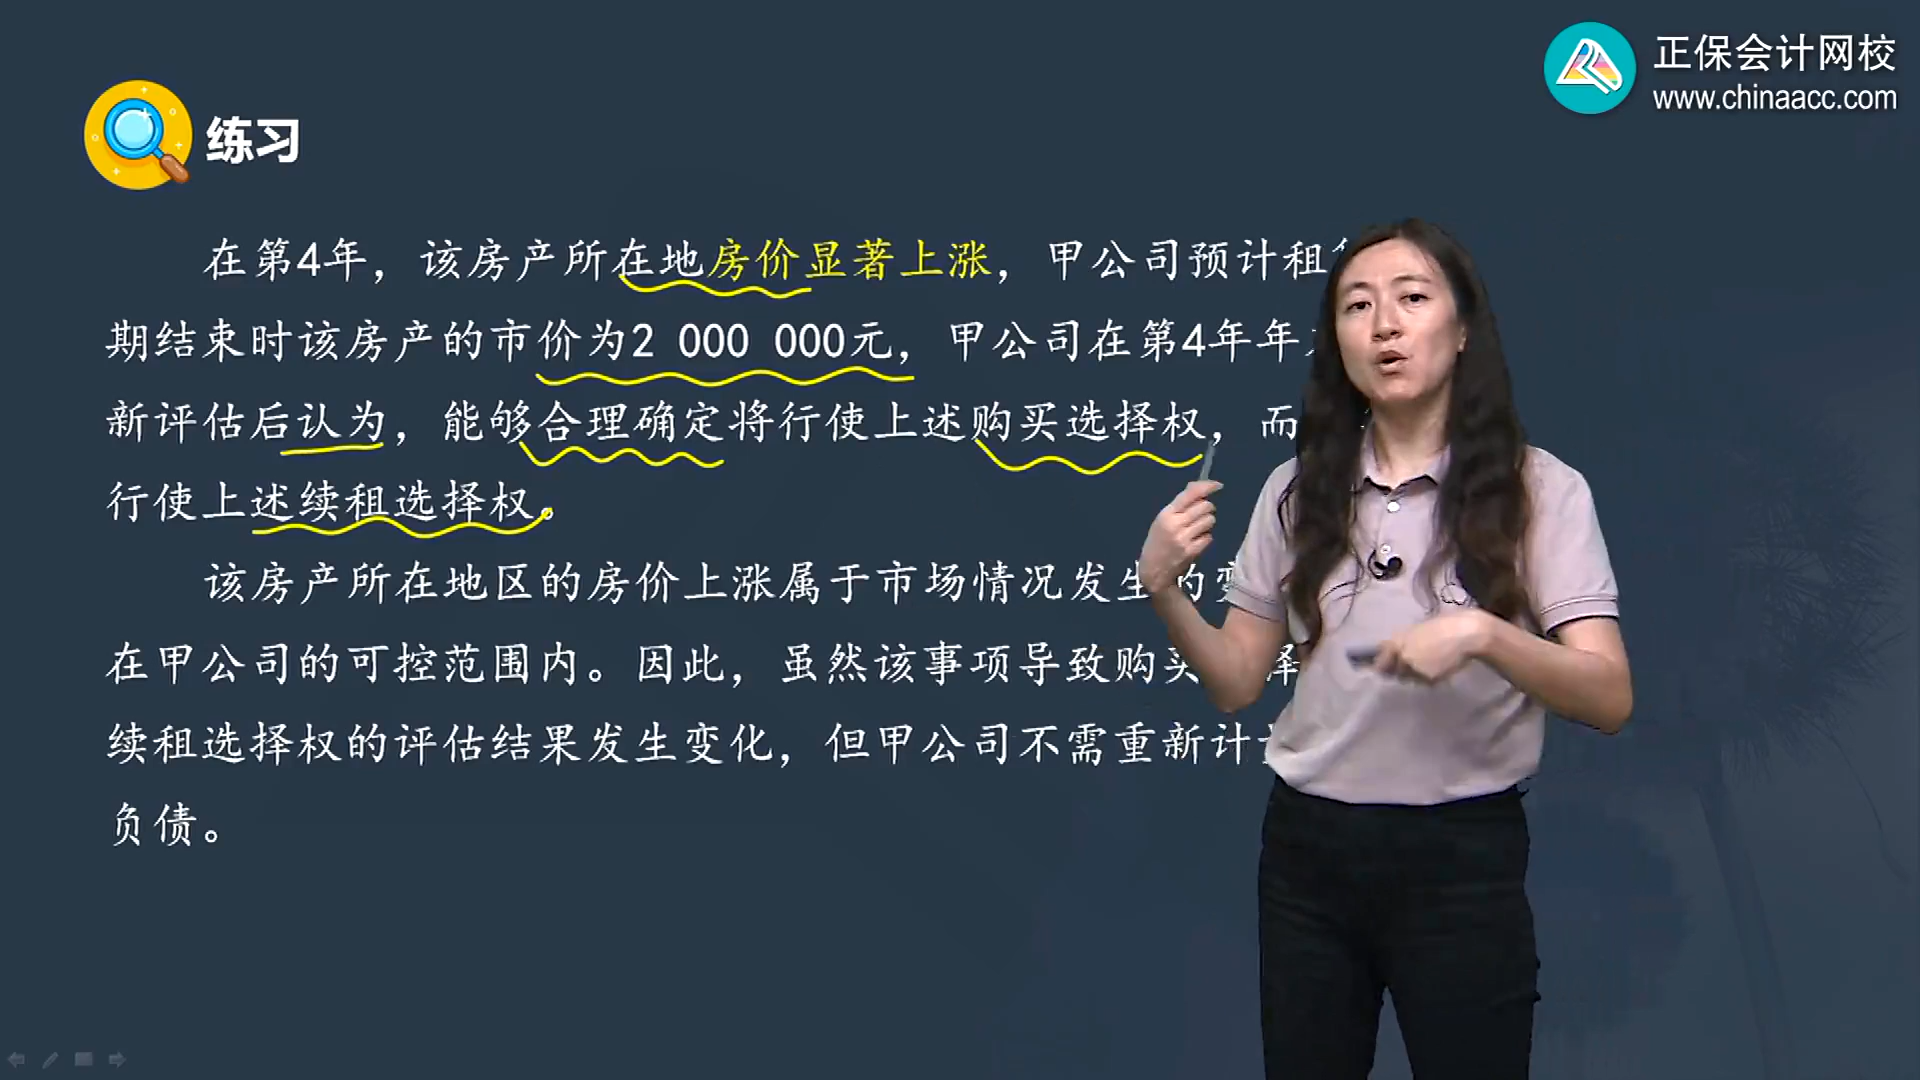 正保会计网校
www.chinaacc.com
练习
在第4年，该房产所在地房价显著上涨，甲公司预计租
期结束时该房产的市价为2 000 000元，甲公司在第4年年
新评估后认为，能够合理确定将行使上述购买选择权，而
行使上述续租选择权。
该房产所在地区的房价上涨属于市场情况发生的变
在甲公司的可控范围内。因此，虽然该事项导致购买 择
续租选择权的评估结果发生变化，但甲公司不需重新计
负债。